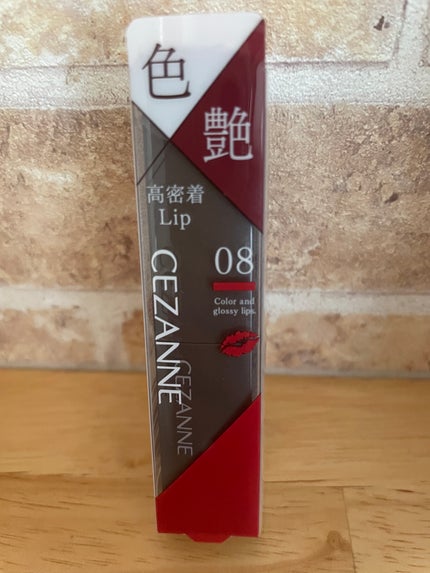 色
艶
高密着
Lip
08
Color and
glossy lips.
CEZANNE
CEZANNE